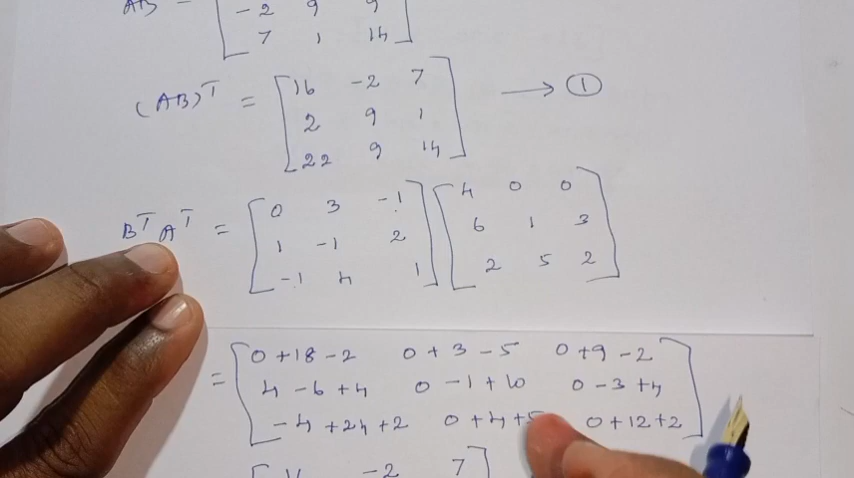 AB =
-2 9 9
7 1 14
(AB)ᵀ = [16 -2 7 → ①
2 9 1
22 9 14]
BᵀAᵀ = [0 3 -1 [4 0 0
1 -1 2 6 1 3
-1 4 1] 2 5 2]
= [0+18-2 0+3-5 0+9-2
4-6+4 0-1+10 0-3+4
-4+24+2 0+4+5 0+12+2]
[ -2 7]